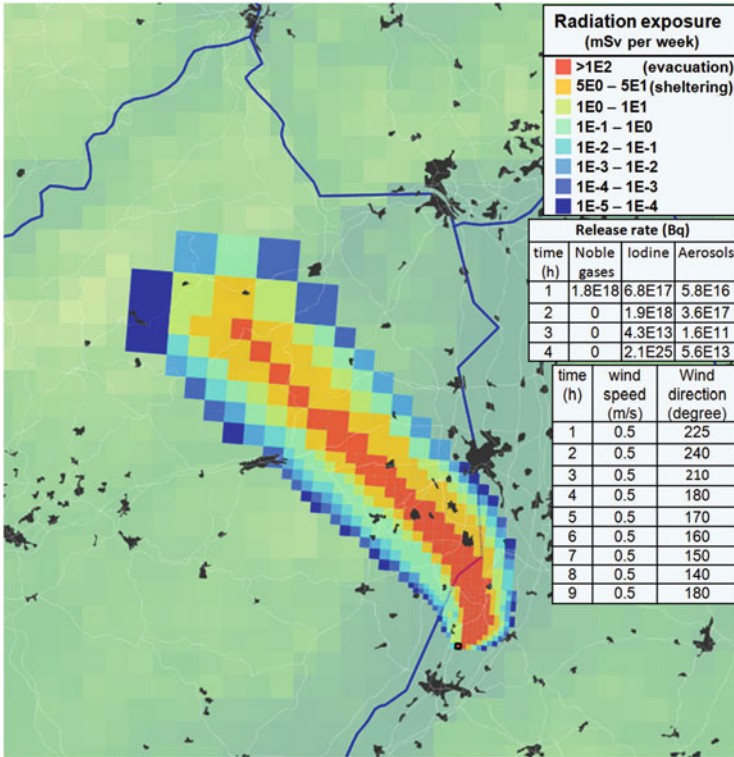 Radiation exposure
(mSv per week)
>1E2 (evacuation)
5E0 – 5E1 (sheltering)
1E0 – 1E1
1E-1 – 1E0
1E-2 – 1E-1
1E-3 – 1E-2
1E-4 – 1E-3
1E-5 – 1E-4
Release rate (Bq)
time (h) Noble gases Iodine Aerosols
1 1.8E18 6.8E17 5.8E16
2 0 1.9E18 3.6E17
3 0 4.3E13 1.6E11
4 0 2.1E25 5.6E13
time (h) wind speed (m/s) Wind direction (degree)
1 0.5 225
2 0.5 240
3 0.5 210
4 0.5 180
5 0.5 170
6 0.5 160
7 0.5 150
8 0.5 140
9 0.5 180